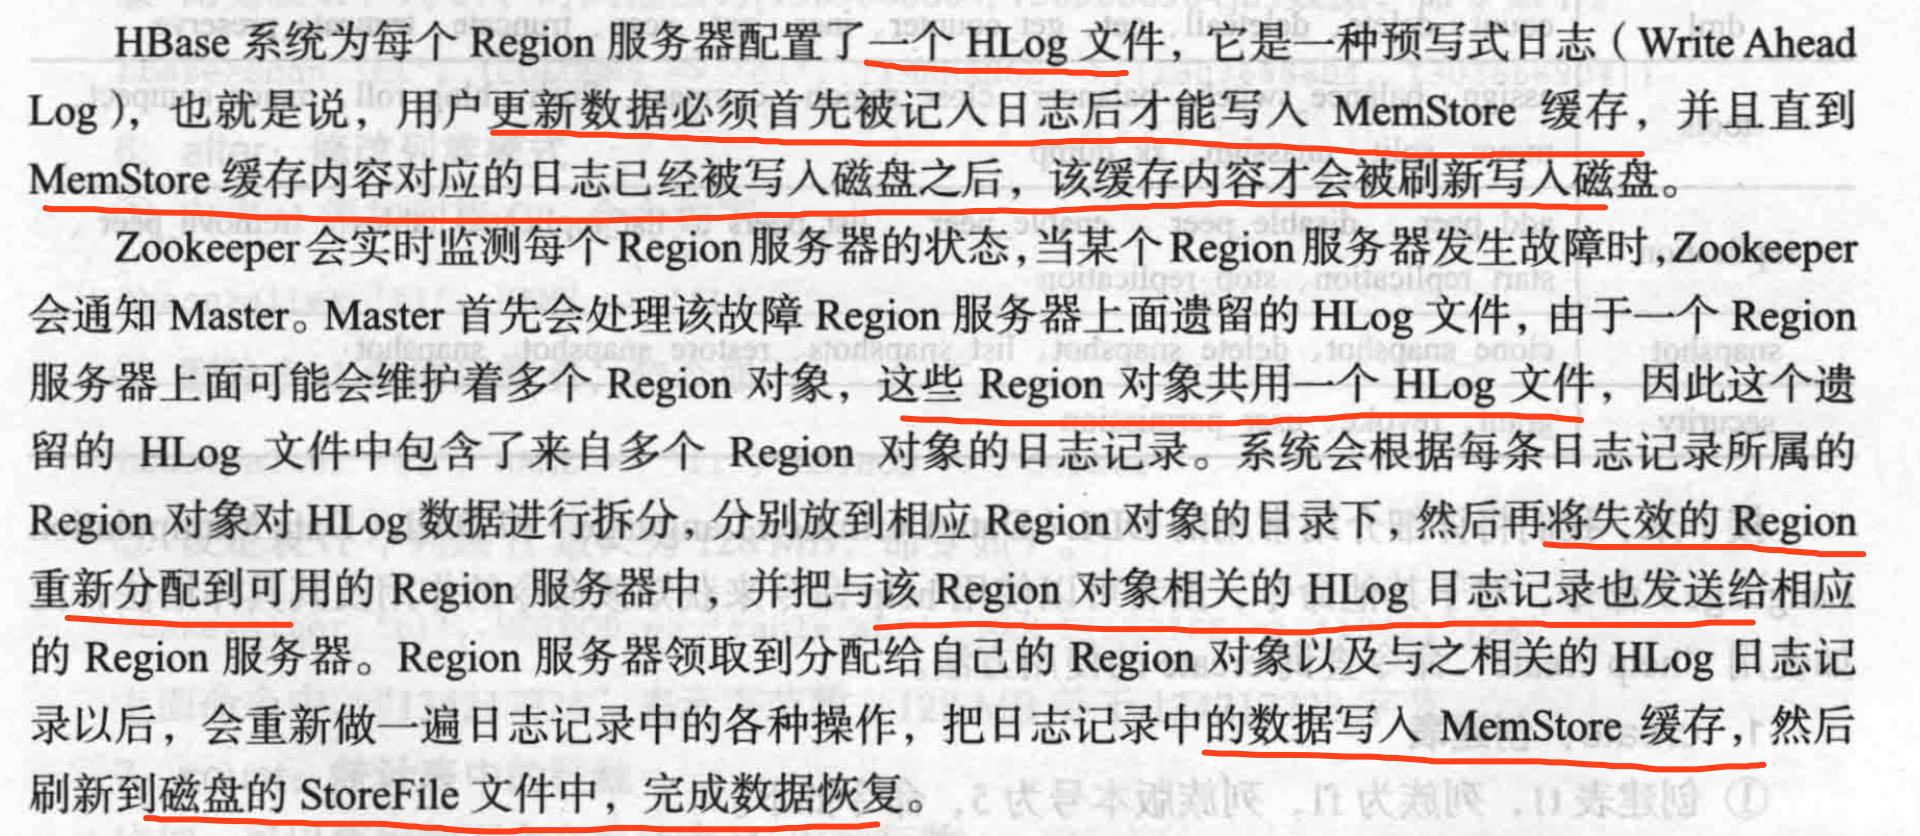 HBase 系统为每个 Region 服务器配置了一个 HLog 文件，它是一种预写式日志（Write Ahead
Log），也就是说，用户更新数据必须首先被记入日志后才能写入 MemStore 缓存，并且直到
MemStore 缓存内容对应的日志已经被写入磁盘之后，该缓存内容才会被刷新写入磁盘。
Zookeeper 会实时监测每个 Region 服务器的状态，当某个 Region 服务器发生故障时，Zookeeper
会通知 Master。Master 首先会处理该故障 Region 服务器上面遗留的 HLog 文件，由于一个 Region
服务器上面可能会维护着多个 Region 对象，这些 Region 对象共用一个 HLog 文件，因此这个遗
留的 HLog 文件中包含了来自多个 Region 对象的日志记录。系统会根据每条日志记录所属的
Region 对象对 HLog 数据进行拆分，分别放到相应 Region 对象的目录下，然后再将失效的 Region
重新分配到可用的 Region 服务器中，并把与该 Region 对象相关的 HLog 日志记录也发送给相应
的 Region 服务器。Region 服务器领取到分配给自己的 Region 对象以及与之相关的 HLog 日志记
录以后，会重新做一遍日志记录中的各种操作，把日志记录中的数据写入 MemStore 缓存，然后
刷新到磁盘的 StoreFile 文件中，完成数据恢复。